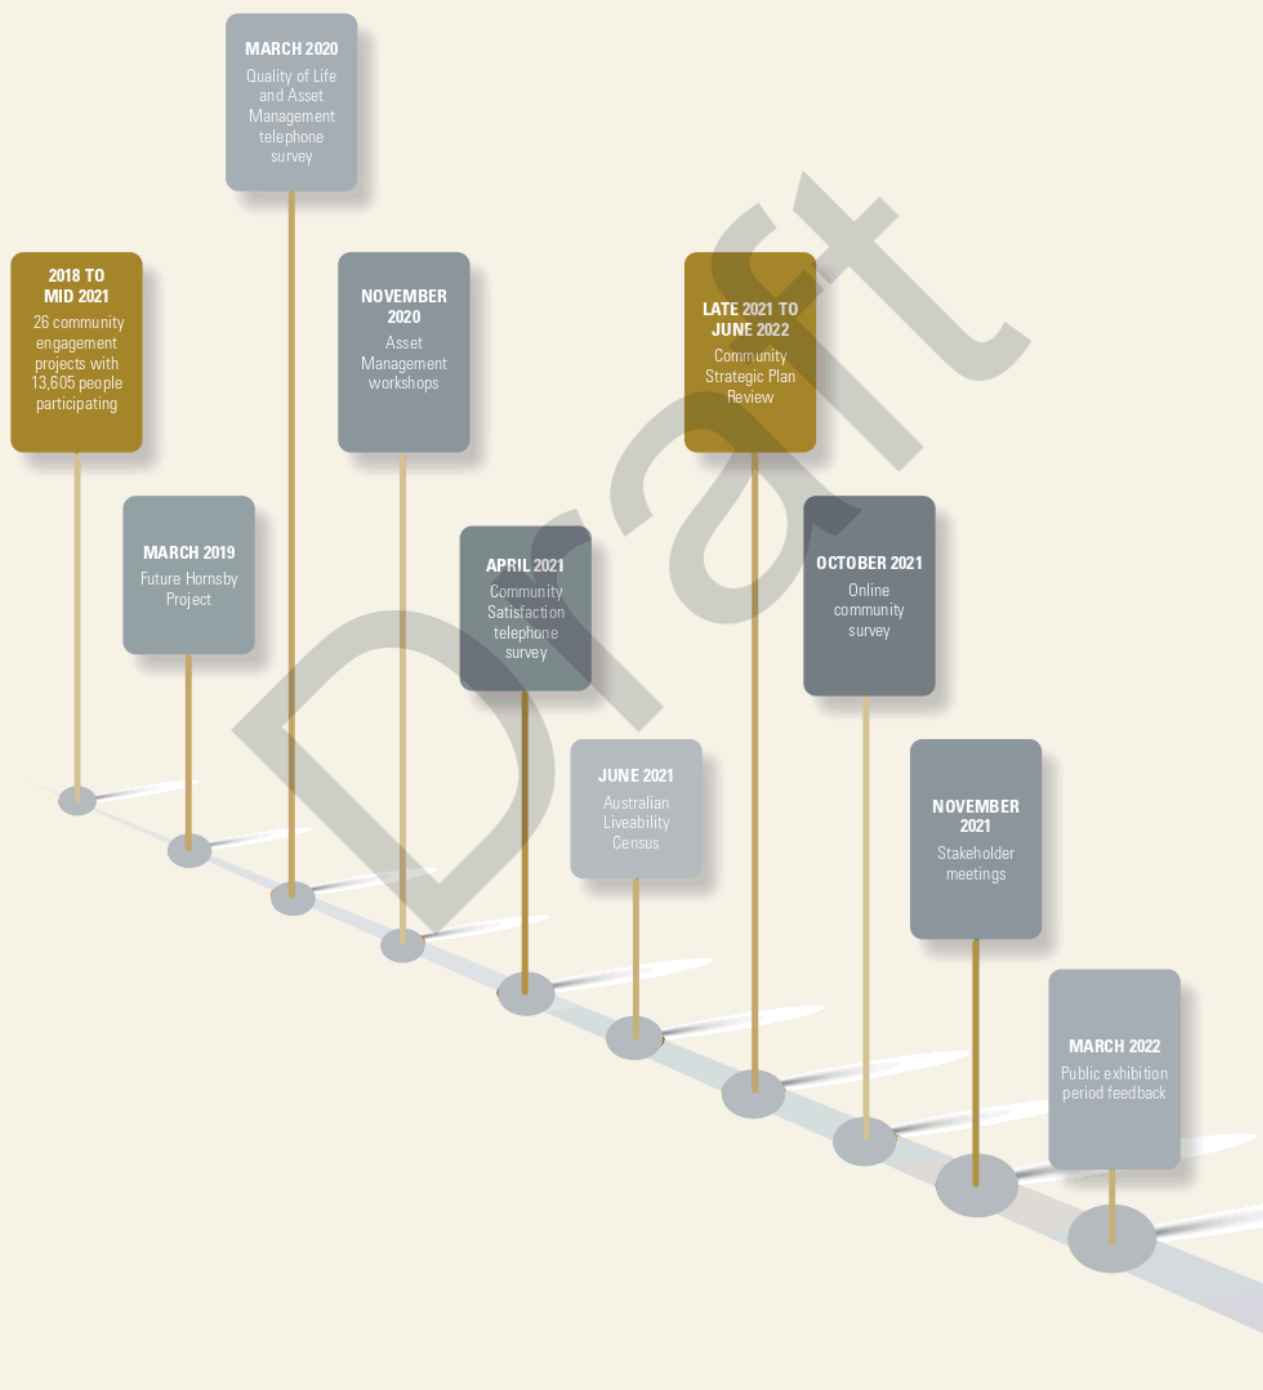 MARCH 2020
Quality of Life
and Asset
Management
telephone
survey
2018 TO
MID 2021
26 community
engagement
projects with
13,605 people
participating
NOVEMBER
2020
Asset
Management
workshops
LATE 2021 TO
JUNE 2022
Community
Strategic Plan
Review
MARCH 2019
Future Hornsby
Project
APRIL 2021
Community
Satisfaction
telephone
survey
OCTOBER 2021
Online
community
survey
JUNE 2021
Australian
Liveability
Census
NOVEMBER
2021
Stakeholder
meetings
MARCH 2022
Public exhibition
period feedback
Draft